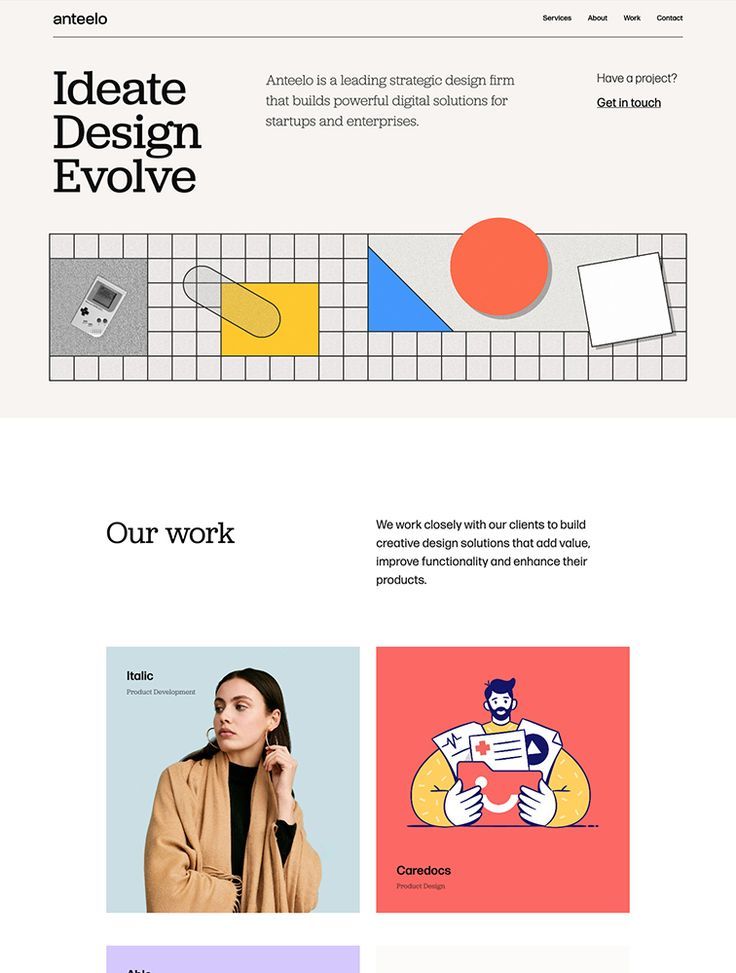 anteelo
Services About Work Contact
Ideate
Design
Evolve
Anteelo is a leading strategic design firm
that builds powerful digital solutions for
startups and enterprises.
Have a project?
Get in touch
Our work
We work closely with our clients to build
creative design solutions that add value,
improve functionality and enhance their
products.
Italic
Product Development
Caredocs
Product Design